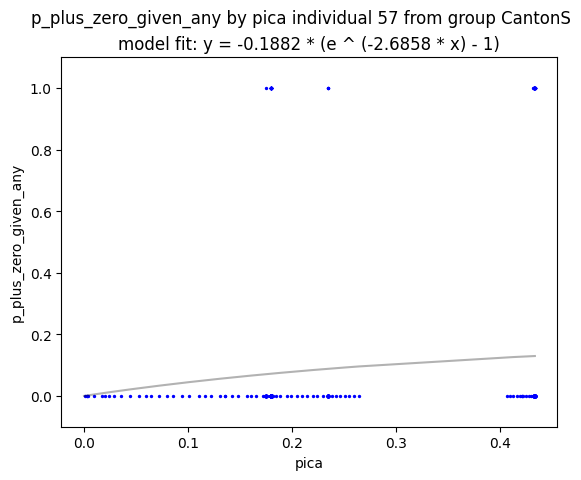 p_plus_zero_given_any by pica individual 57 from group CantonS
model fit: y = -0.1882 * (e ^ (-2.6858 * x) - 1)
1.0
0.8
0.6
0.4
0.2
0.0
p_plus_zero_given_any
0.0 0.1 0.2 0.3 0.4
pica